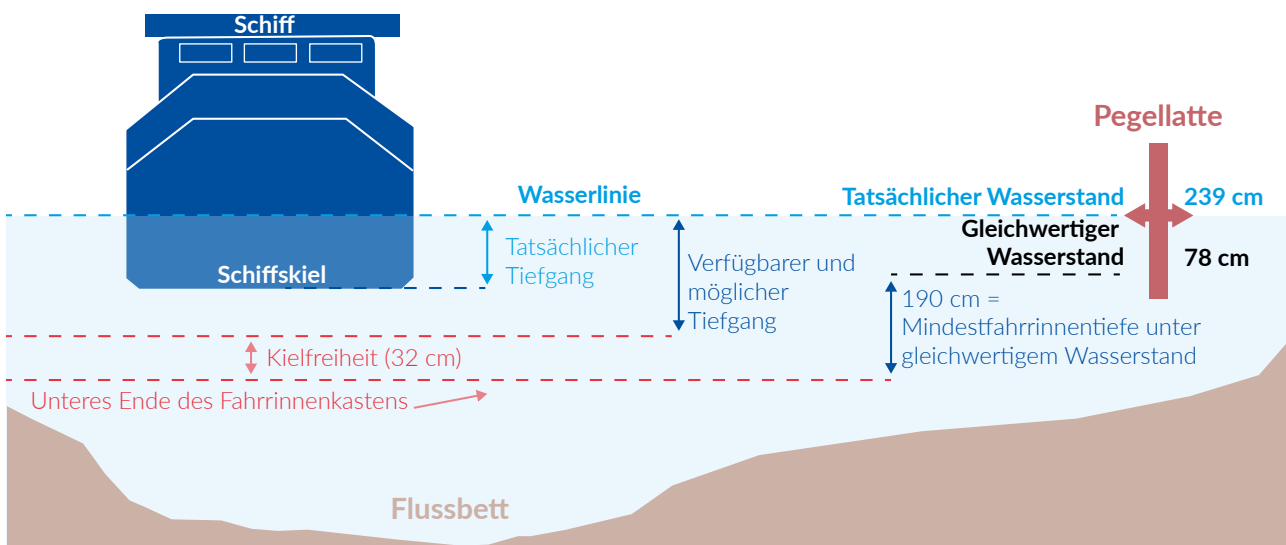 Schiff
Pegellatte
Wasserlinie
Tatsächlicher Wasserstand
239 cm
Gleichwertiger
Wasserstand
78 cm
Tatsächlicher
Tiefgang
Schiffskiel
Verfügbarer und
möglicher
Tiefgang
190 cm =
Mindestfahrrinnentiefe unter
gleichwertigem Wasserstand
Kielfreiheit (32 cm)
Unteres Ende des Fahrrinnenkastens
Flussbett